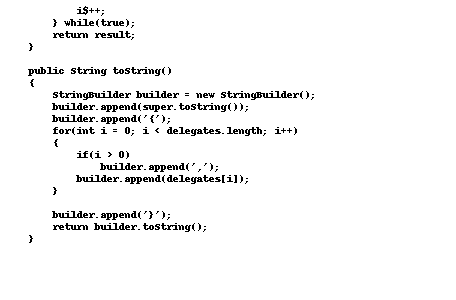 i$++;
} while(true);
return result;
}
public String toString()
{
StringBuilder builder = new StringBuilder();
builder.append(super.toString());
builder.append('{');
for(int i = 0; i < delegates.length; i++)
{
if(i > 0)
builder.append(',');
builder.append(delegates[i]);
}
builder.append('}');
return builder.toString();
}